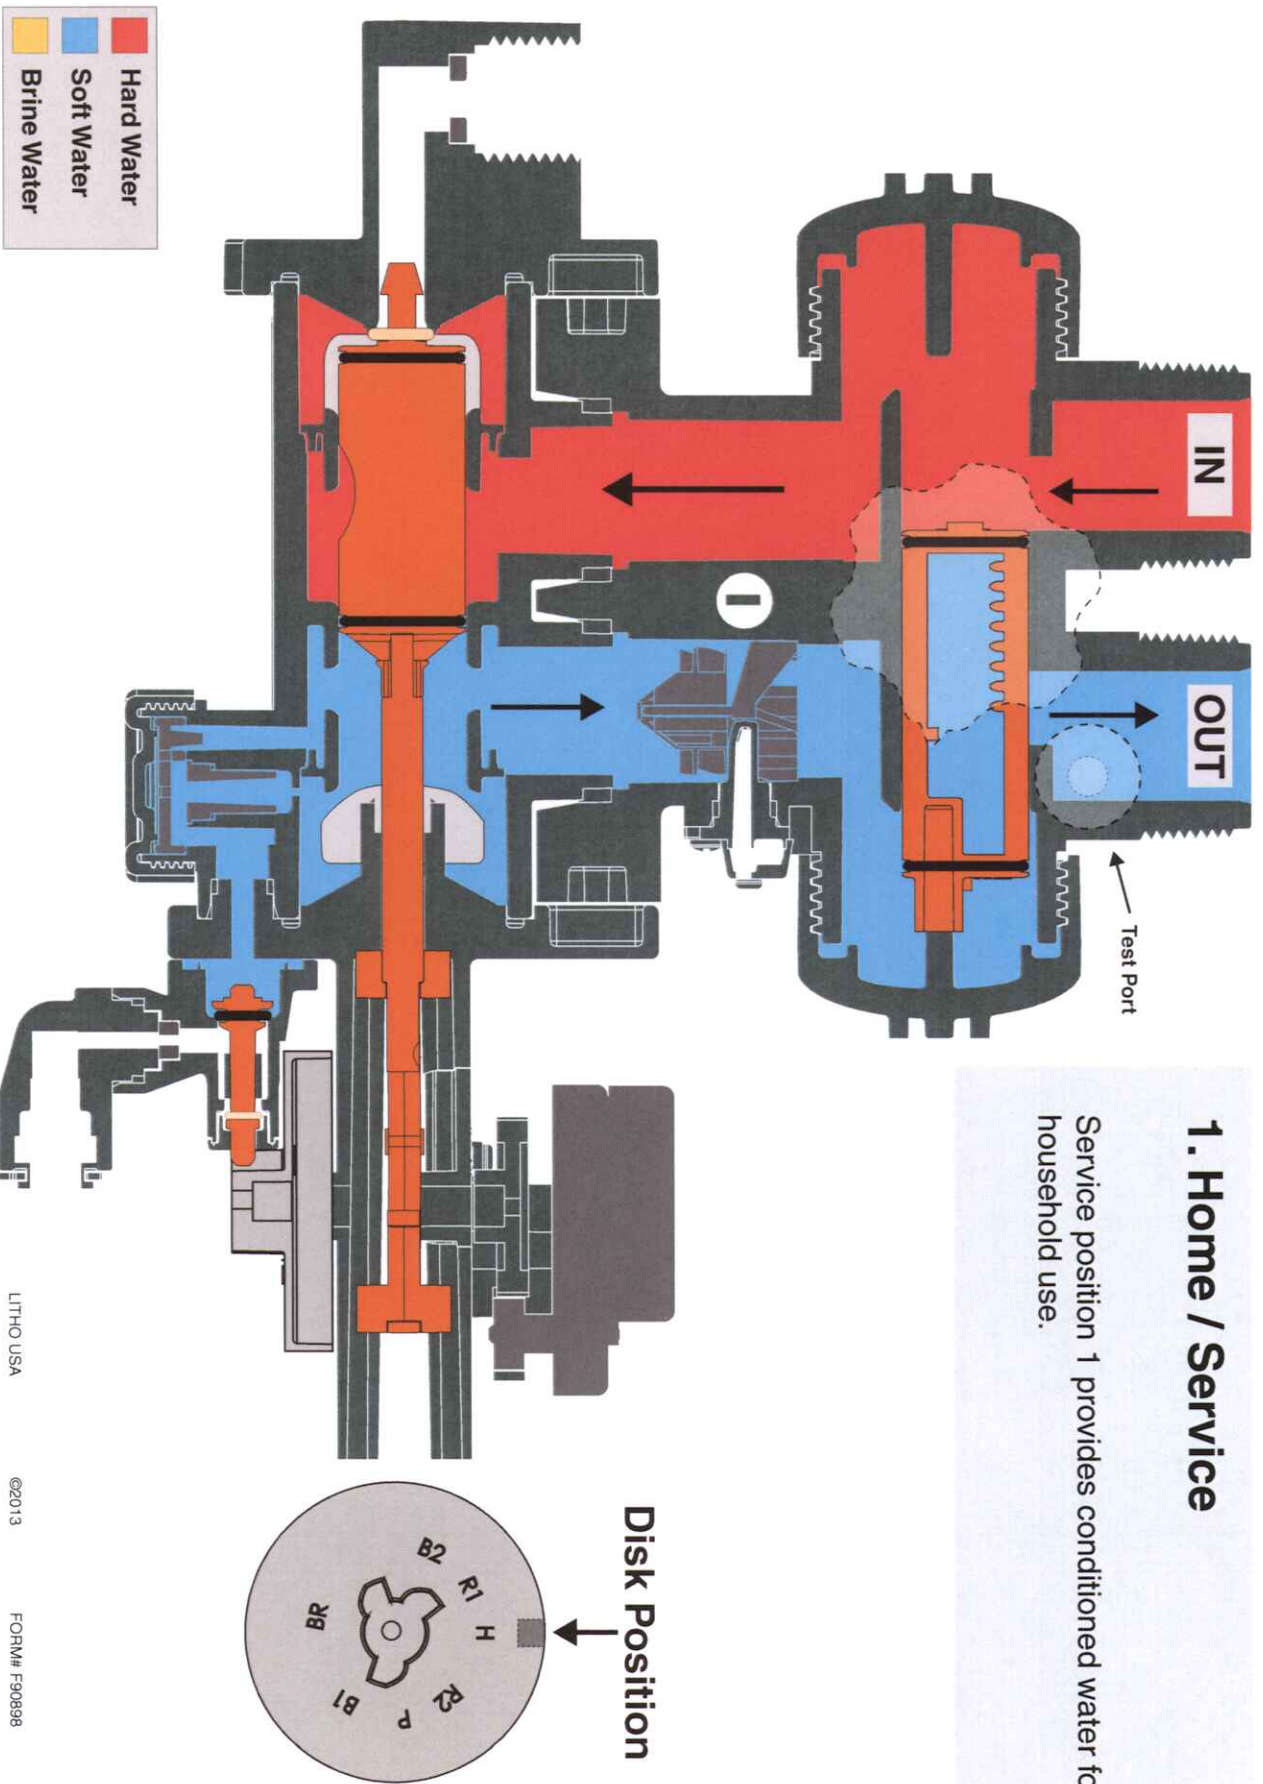 1. Home / Service
Service position 1 provides conditioned water fo
household use.
IN
OUT
Test Port
I
Disk Position
H
R1
B2
BR
B1
P
R2
Hard Water
Soft Water
Brine Water
LITHO USA ©2013 FORM# F90898